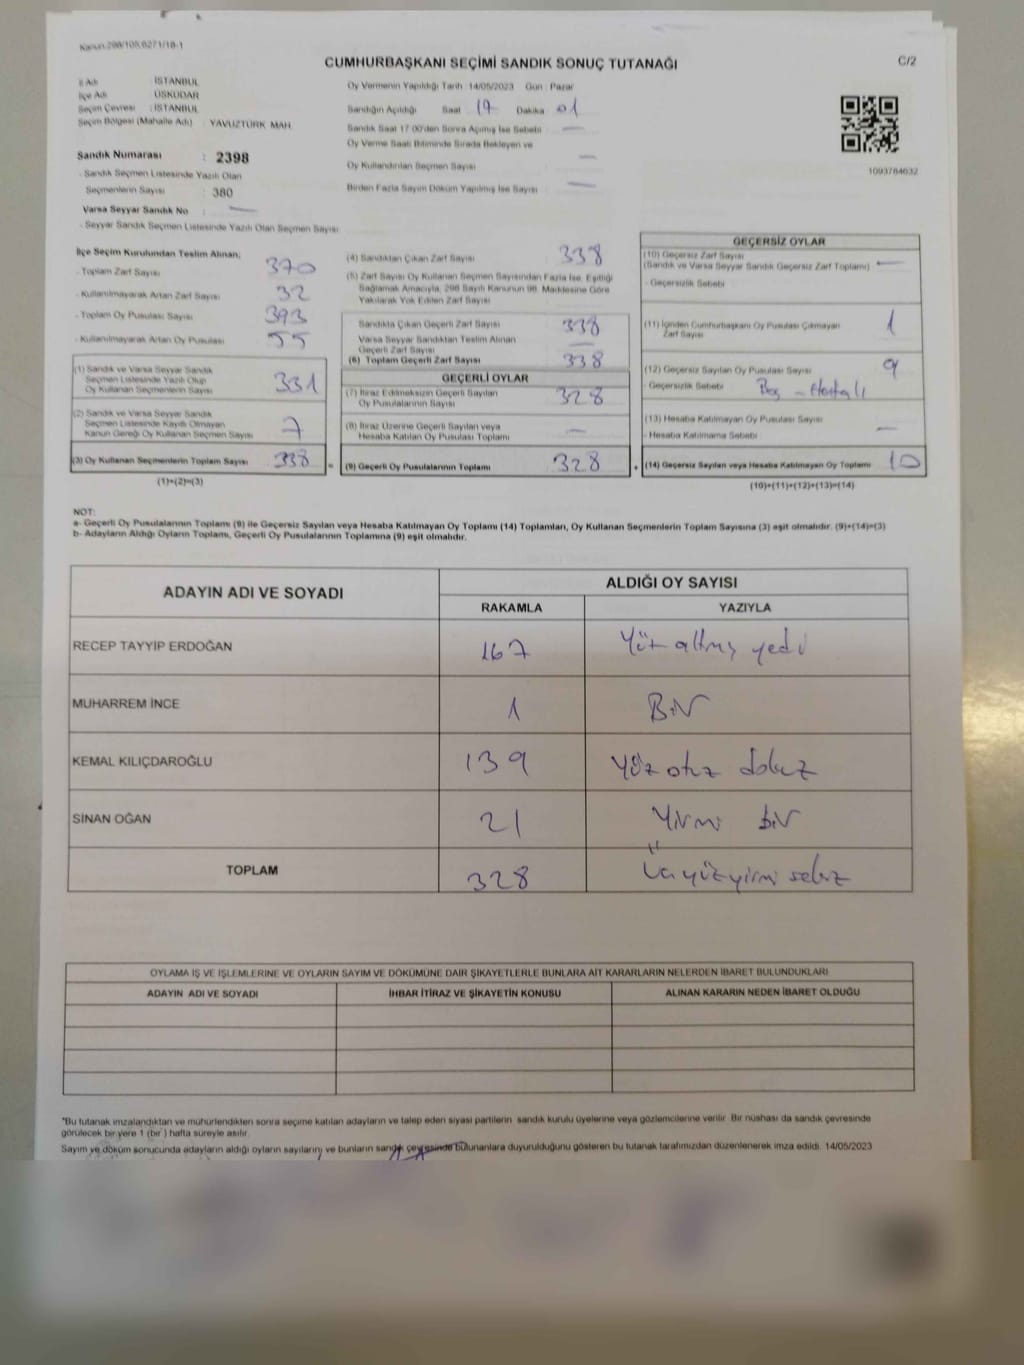 Kanun:298/105,6271/18-1
CUMHURBAŞKANI SEÇİMİ SANDIK SONUÇ TUTANAĞI
C/2
İl Adı : İSTANBUL
İlçe Adı : ÜSKÜDAR
Seçim Çevresi : İSTANBUL
Seçim Bölgesi (Mahalle Adı) : YAVUZTÜRK MAH.
Sandık Numarası : 2398
- Sandık Seçmen Listesinde Yazılı Olan
Seçmenlerin Sayısı : 380
Varsa Seyyar Sandık No : —
- Seyyar Sandık Seçmen Listesinde Yazılı Olan Seçmen Sayısı
Oy Vermenin Yapıldığı Tarih :14/05/2023 Gün : Pazar
Sandığın Açıldığı Saat 17 Dakika 01
Sandık Saat 17.00'den Sonra Açılmış İse Sebebi : —
Oy Verme Saati Bitiminde Sırada Bekleyen ve
Oy Kullandırılan Seçmen Sayısı —
Birden Fazla Sayım Döküm Yapılmış İse Sayısı : —
1093784632
İlçe Seçim Kurulundan Teslim Alınan;
- Toplam Zarf Sayısı 370
- Kullanılmayarak Artan Zarf Sayısı 32
- Toplam Oy Pusulası Sayısı 393
- Kullanılmayarak Artan Oy Pusulası 55
(1) Sandık ve Varsa Seyyar Sandık
Seçmen Listesinde Yazılı Olup
Oy Kullanan Seçmenlerin Sayısı 331
(2) Sandık ve Varsa Seyyar Sandık
Seçmen Listesinde Kayıtlı Olmayan
Kanun Gereği Oy Kullanan Seçmen Sayısı 7
(3) Oy Kullanan Seçmenlerin Toplam Sayısı 338
(1)+(2)=(3)
(4) Sandıktan Çıkan Zarf Sayısı 338
(5) Zarf Sayısı Oy Kullanan Seçmen Sayısından Fazla İse, Eşitliği
Sağlamak Amacıyla, 298 Sayılı Kanunun 98. Maddesine Göre
Yakılarak Yok Edilen Zarf Sayısı
Sandıkta Çıkan Geçerli Zarf Sayısı 338
Varsa Seyyar Sandıktan Teslim Alınan
Geçerli Zarf Sayısı —
(6) Toplam Geçerli Zarf Sayısı 338
GEÇERLİ OYLAR
(7) İtiraz Edilmeksizin Geçerli Sayılan
Oy Pusulalarının Sayısı 328
(8) İtiraz Üzerine Geçerli Sayılan veya
Hesaba Katılan Oy Pusulası Toplamı —
(9) Geçerli Oy Pusulalarının Toplamı 328
GEÇERSİZ OYLAR
(10) Geçersiz Zarf Sayısı
(Sandık ve Varsa Seyyar Sandık Geçersiz Zarf Toplamı) —
- Geçersizlik Sebebi
(11) İçinden Cumhurbaşkanı Oy Pusulası Çıkmayan
Zarf Sayısı 1
(12) Geçersiz Sayılan Oy Pusulası Sayısı 9
- Geçersizlik Sebebi Boş - Hatalı
(13) Hesaba Katılmayan Oy Pusulası Sayısı —
- Hesaba Katılmama Sebebi
(14) Geçersiz Sayılan veya Hesaba Katılmayan Oy Toplamı 10
(10)+(11)+(12)+(13)=(14)
NOT:
a- Geçerli Oy Pusulalarının Toplamı (9) ile Geçersiz Sayılan veya Hesaba Katılmayan Oy Toplamı (14) Toplamları, Oy Kullanan Seçmenlerin Toplam Sayısına (3) eşit olmalıdır. (9)+(14)=(3)
b- Adayların Aldığı Oyların Toplamı, Geçerli Oy Pusulalarının Toplamına (9) eşit olmalıdır.
ADAYIN ADI VE SOYADI
ALDIĞI OY SAYISI
RAKAMLA YAZIYLA
RECEP TAYYİP ERDOĞAN 167 Yüz altmış yedi
MUHARREM İNCE 1 Bir
KEMAL KILIÇDAROĞLU 139 Yüz otuz dokuz
SİNAN OĞAN 21 Yirmi bir
TOPLAM 328 Üçyüzyirmi sekiz
OYLAMA İŞ VE İŞLEMLERİNE VE OYLARIN SAYIM VE DÖKÜMÜNE DAİR ŞİKAYETLERLE BUNLARA AİT KARARLARIN NELERDEN İBARET BULUNDUKLARI
ADAYIN ADI VE SOYADI İHBAR İTİRAZ VE ŞİKAYETİN KONUSU ALINAN KARARIN NEDEN İBARET OLDUĞU
*Bu tutanak imzalandıktan ve mühürlendikten sonra seçime katılan adayların ve talep eden siyasi partilerin sandık kurulu üyelerine veya gözlemcilerine verilir. Bir nüshası da sandık çevresinde
görülecek bir yere 1 (bir ) hafta süreyle asılır.
Sayım ve döküm sonucunda adayların aldığı oyların sayılarını ve bunların sandık çevresinde bulunanlara duyurulduğunu gösteren bu tutanak tarafımızdan düzenlenerek imza edildi. 14/05/2023